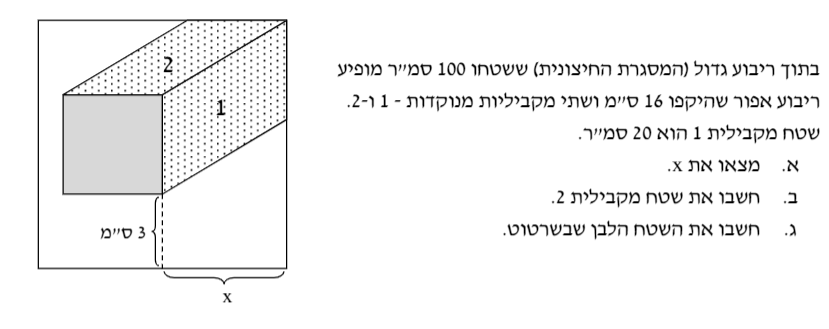 בתוך ריבוע גדול (המסגרת החיצונית) ששטחו 100 סמ״ר מופיע
ריבוע אפור שהיקפו 16 ס״מ ושתי מקביליות מנוקדות - 1 ו-2.
שטח מקבילית 1 הוא 20 סמ״ר.
א. מצאו את x.
ב. חשבו את שטח מקבילית 2.
ג. חשבו את השטח הלבן שבשרטוט.
2
1
3 ס״מ
x